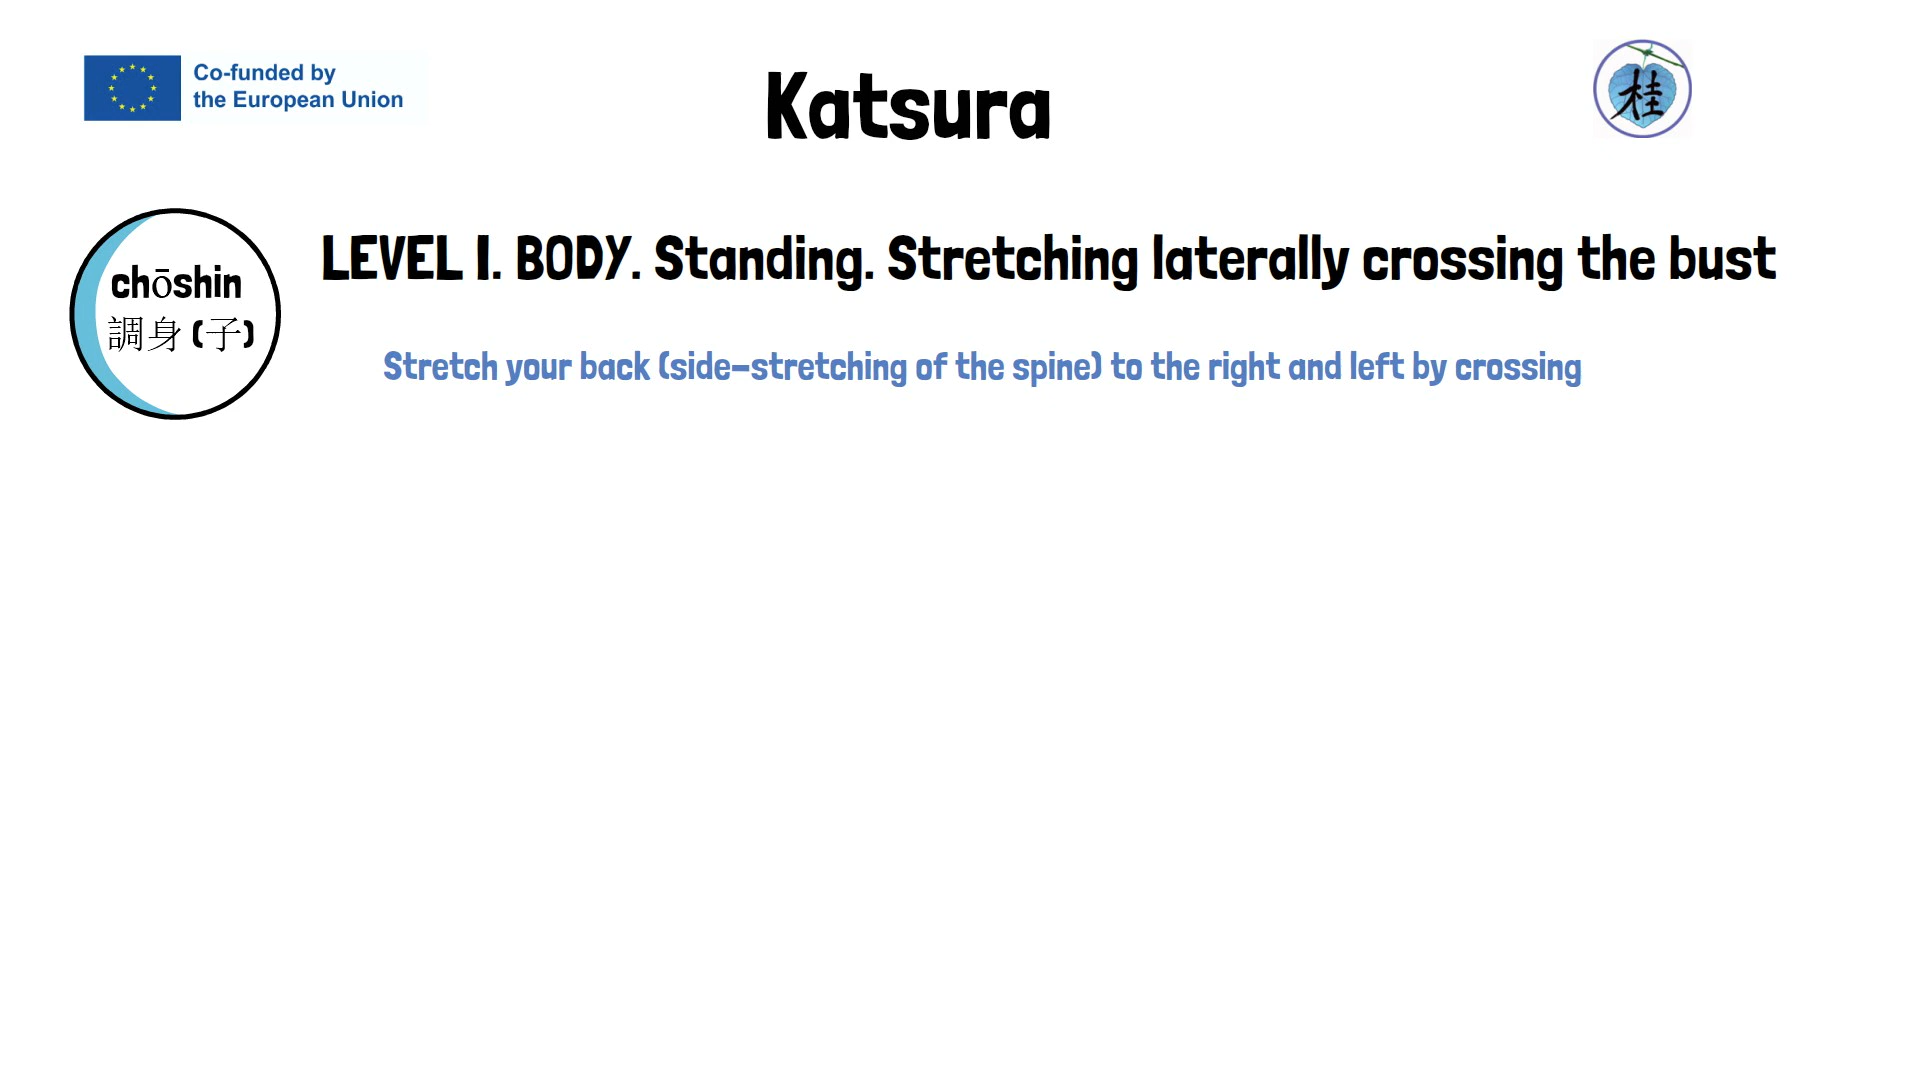 Co-funded by
the European Union
Katsura
桂
LEVEL 1. BODY. Standing. Stretching laterally crossing the bust
chōshin
調身 (子)
Stretch your back (side-stretching of the spine) to the right and left by crossing